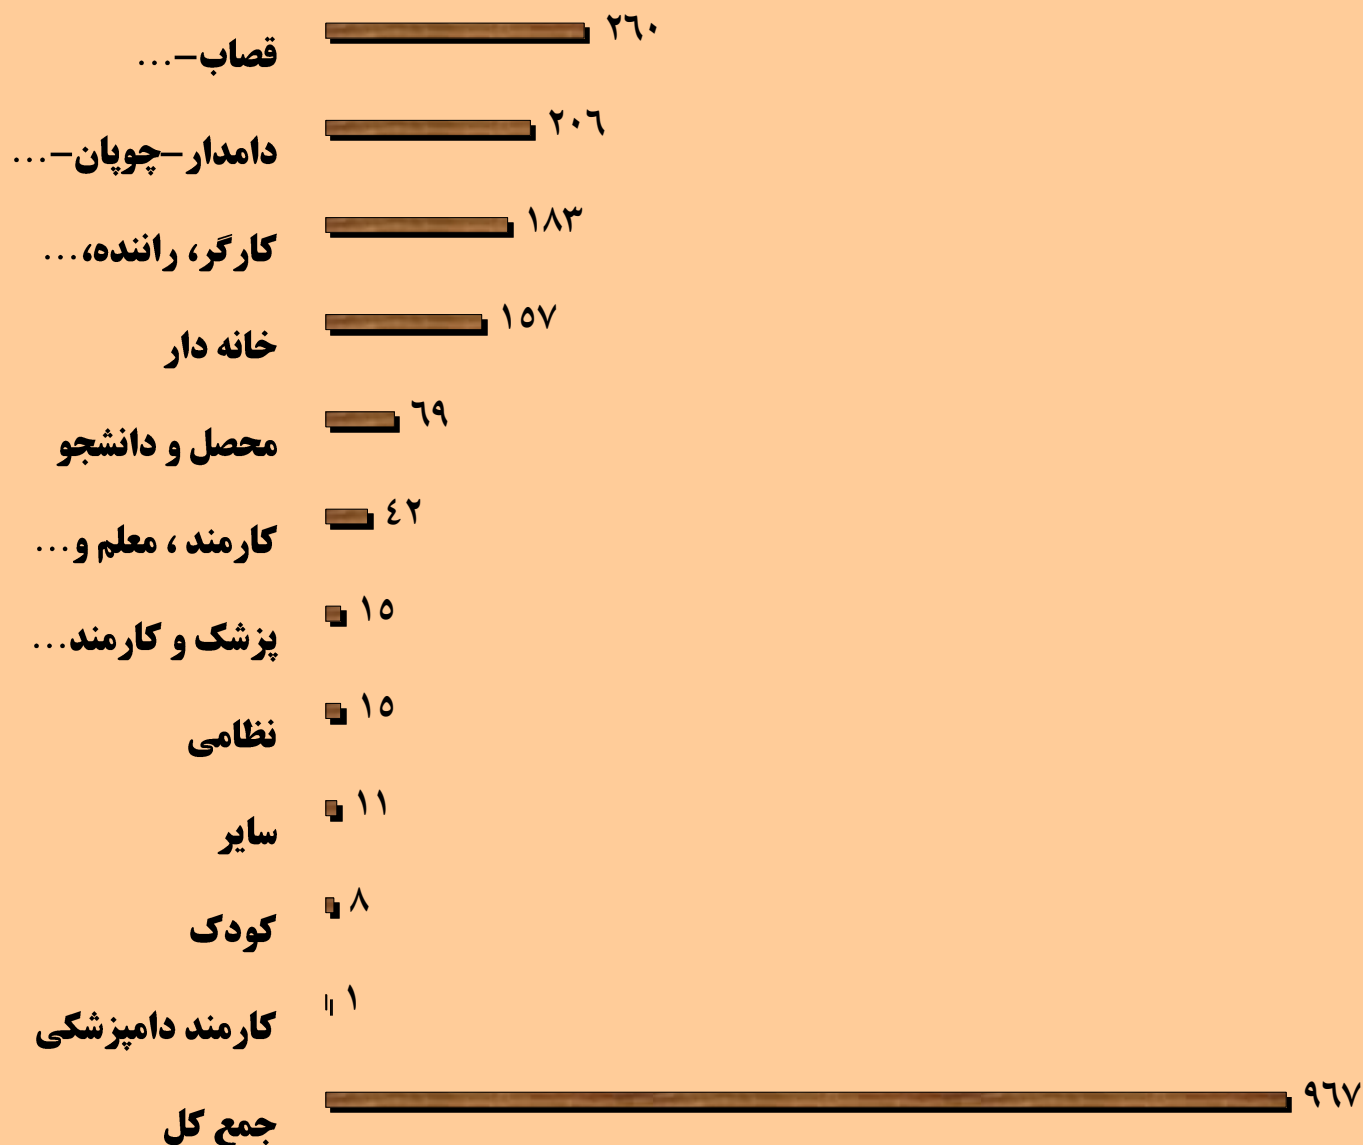 قصاب-...
٢٦٠
دامدار-چوپان-...
٢٠٦
کارگر، راننده،...
١٨٣
خانه دار
١٥٧
محصل و دانشجو
٦٩
کارمند ، معلم و...
٤٢
پزشک و کارمند...
١٥
نظامی
١٥
سایر
١١
کودک
٨
کارمند دامپزشکی
١
جمع کل
٩٦٧